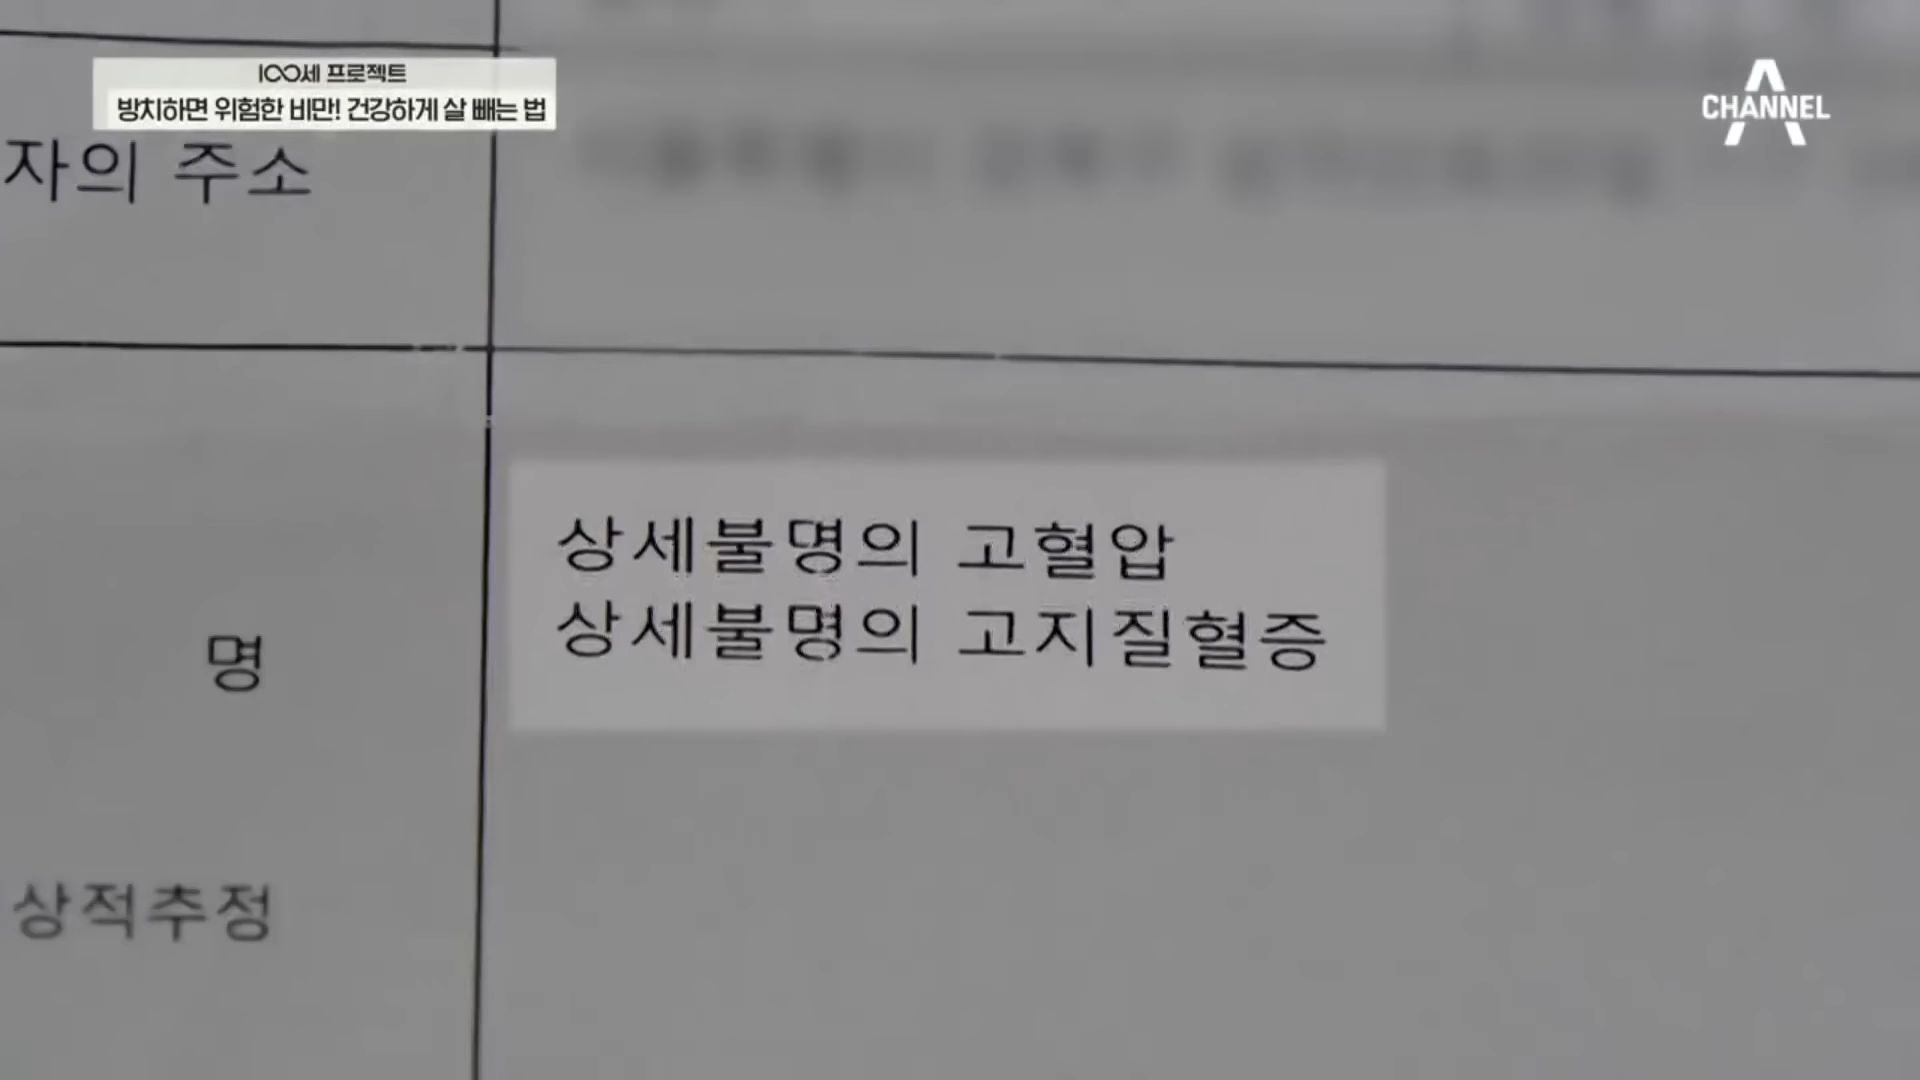 100세 프로젝트
방치하면 위험한 비만! 건강하게 살 빼는 법
CHANNEL A
자의 주소
상세불명의 고혈압
상세불명의 고지질혈증
명
상적추정